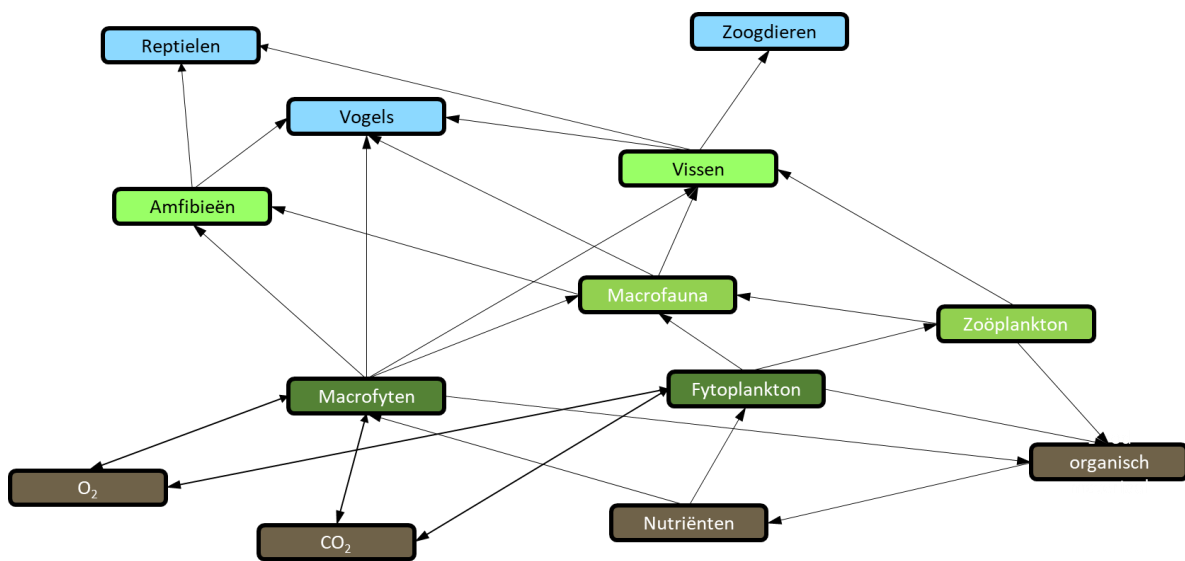 Reptielen
Zoogdieren
Vogels
Vissen
Amfibieën
Macrofauna
Zoöplankton
Macrofyten
Fytoplankton
organisch
O₂
Nutriënten
CO₂